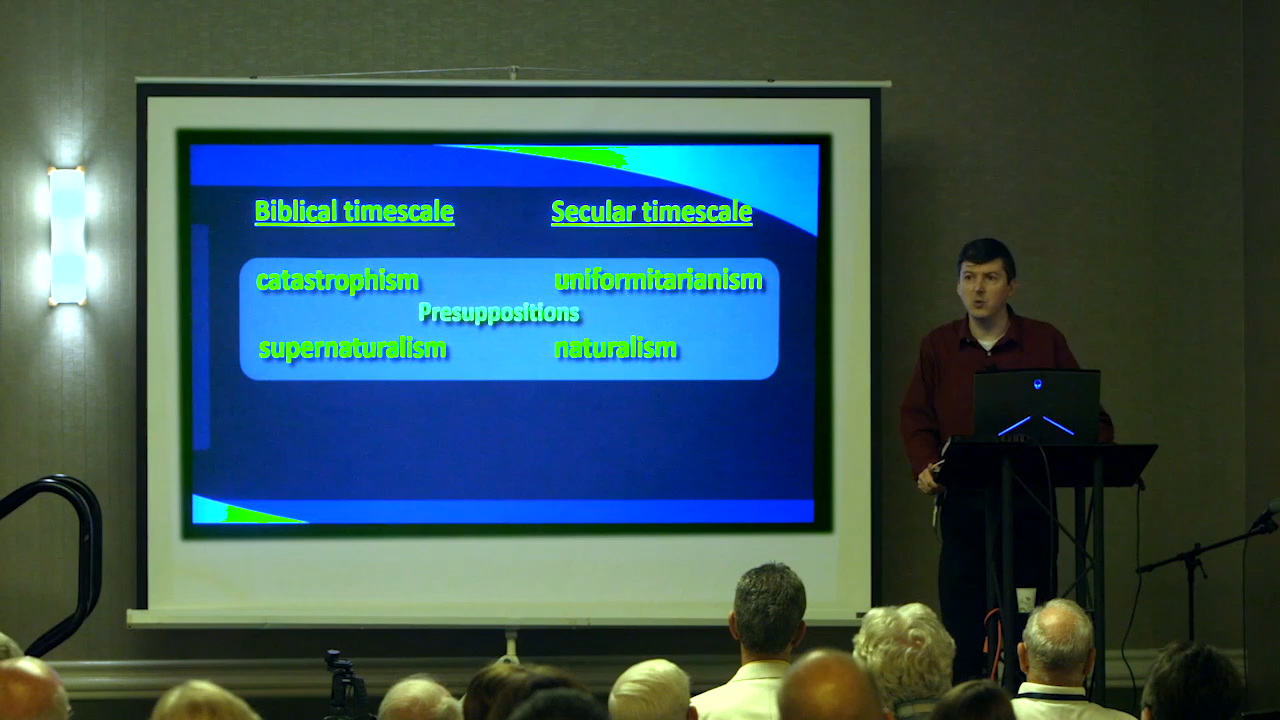 Biblical timescale Secular timescale
catastrophism uniformitarianism
Presuppositions
supernaturalism naturalism